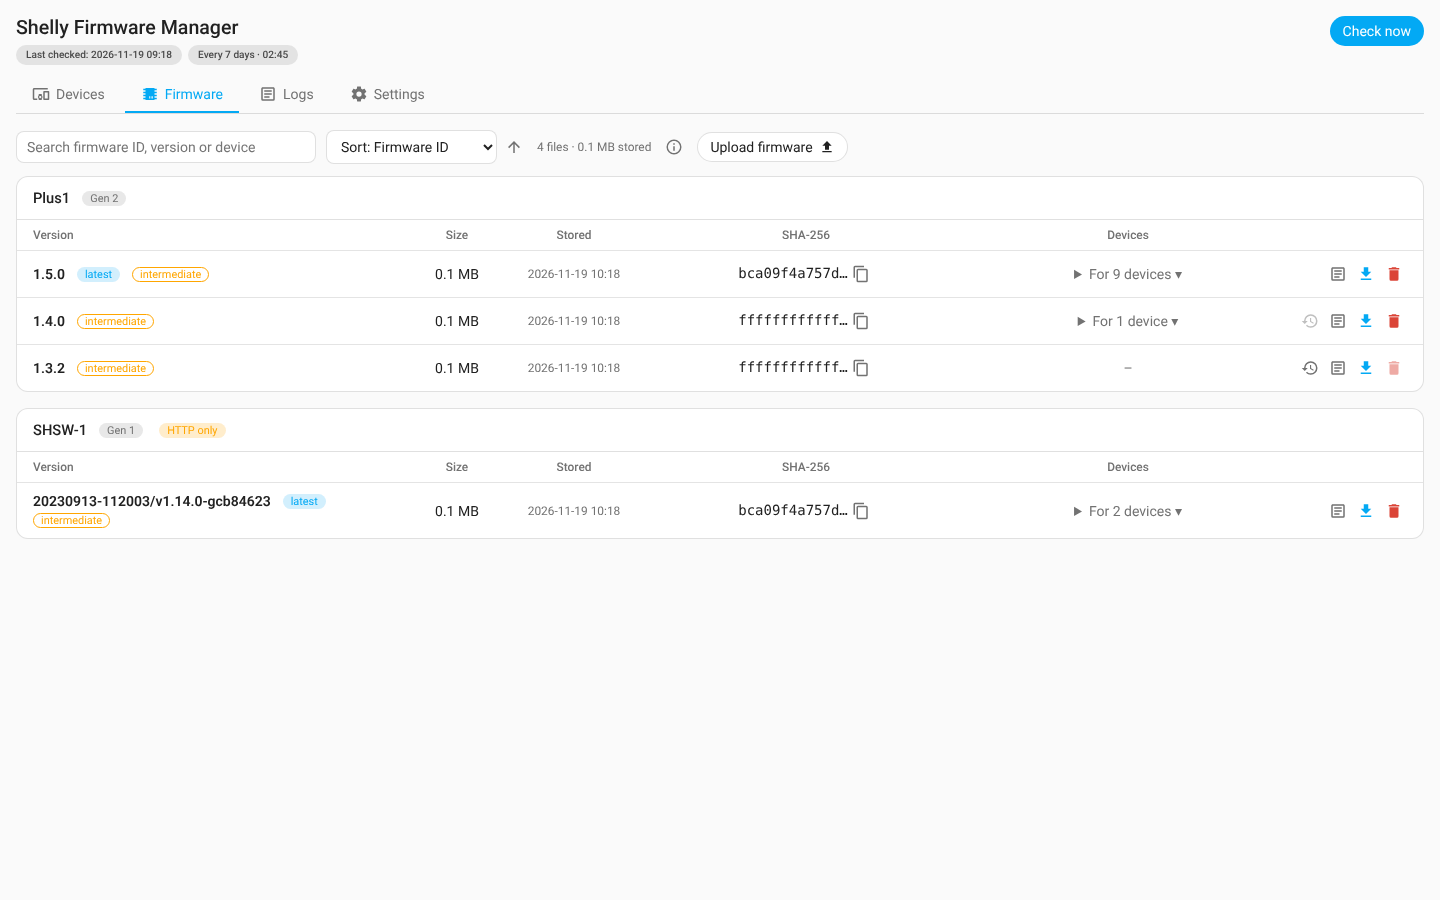 Shelly Firmware Manager
Check now
Last checked: 2026-11-19 09:18
Every 7 days · 02:45
Devices
Firmware
Logs
Settings
Search firmware ID, version or device
Sort: Firmware ID
4 files · 0.1 MB stored
Upload firmware
Plus1 Gen 2
Version Size Stored SHA-256 Devices
1.5.0 latest intermediate 0.1 MB 2026-11-19 10:18 bca09f4a757d… For 9 devices ▾
1.4.0 intermediate 0.1 MB 2026-11-19 10:18 ffffffffffff… For 1 device ▾
1.3.2 intermediate 0.1 MB 2026-11-19 10:18 ffffffffffff… –
SHSW-1 Gen 1 HTTP only
Version Size Stored SHA-256 Devices
20230913-112003/v1.14.0-gcb84623 latest
intermediate
0.1 MB 2026-11-19 10:18 bca09f4a757d… For 2 devices ▾